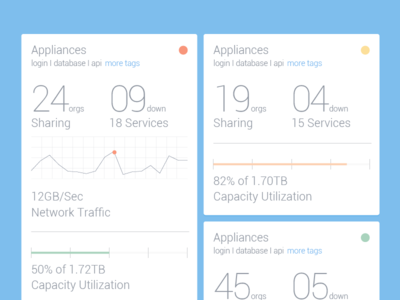 Appliances
login | database | api more tags
24 orgs 09 down
Sharing 18 Services
12GB/Sec
Network Traffic
50% of 1.72TB
Capacity Utilization
Appliances
login | database | api more tags
19 orgs 04 down
Sharing 15 Services
82% of 1.70TB
Capacity Utilization
Appliances
login | database | api more tags
45 orgs 05 down